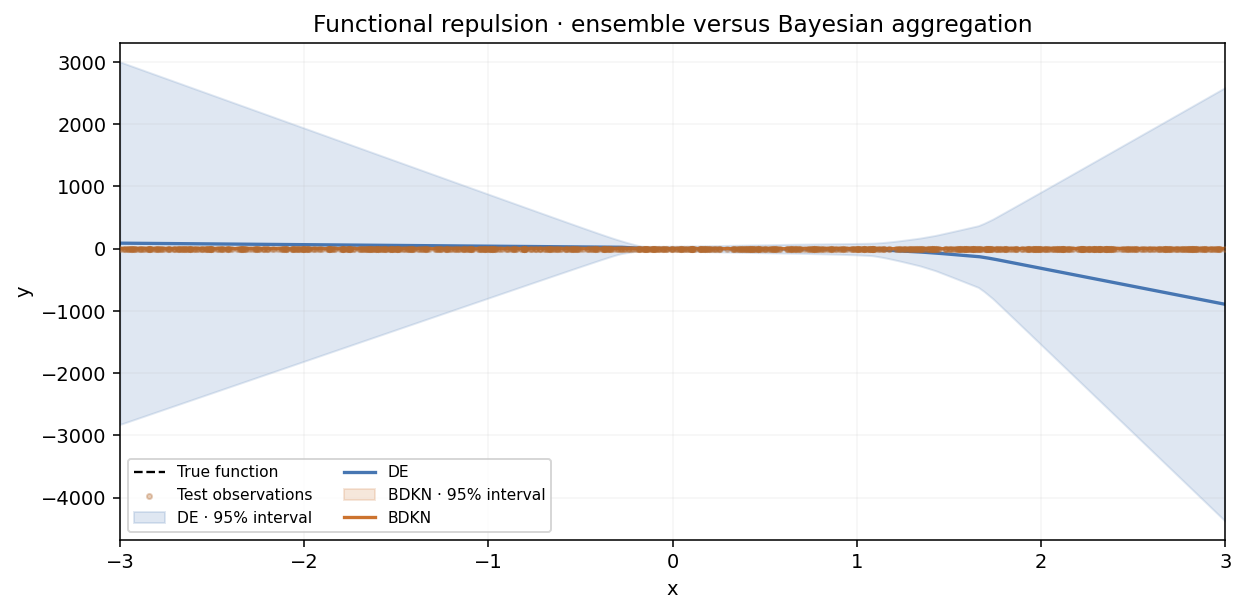 Functional repulsion · ensemble versus Bayesian aggregation
3000
2000
1000
0
−1000
−2000
−3000
−4000
y
True function
Test observations
DE · 95% interval
DE
BDKN · 95% interval
BDKN
−3
−2
−1
0
1
2
3
x